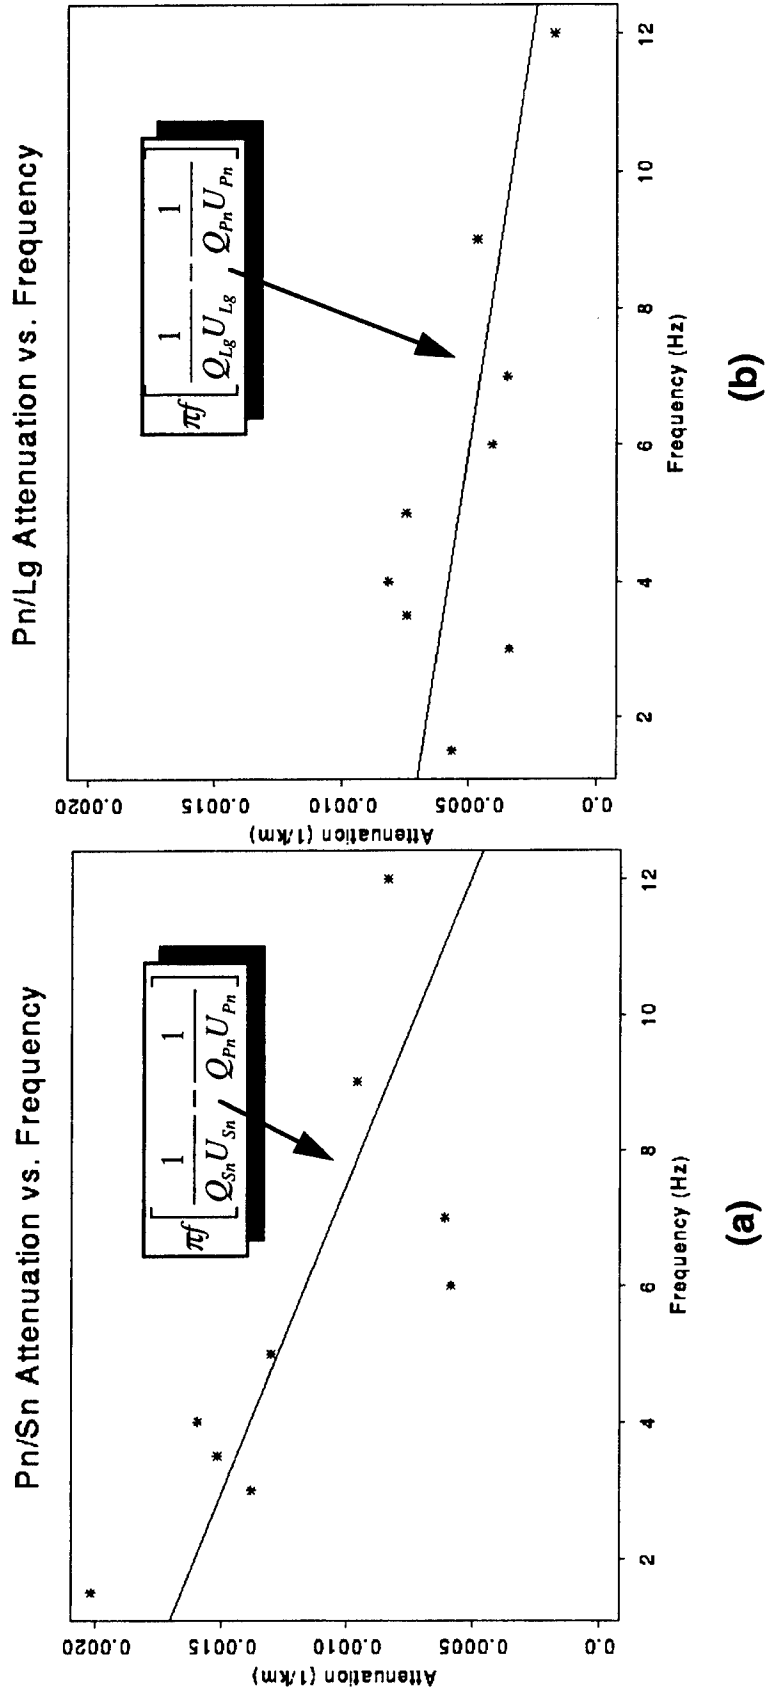 Pn/Sn Attenuation vs. Frequency
Attenuation (1/km)
0.0020
0.0015
0.0010
0.0005
0.0
πf [ 1 / Q_Sn U_Sn - 1 / Q_Pn U_Pn ]
2 4 6 8 10 12
Frequency (Hz)
(a)
Pn/Lg Attenuation vs. Frequency
Attenuation (1/km)
0.0020
0.0015
0.0010
0.0005
0.0
πf [ 1 / Q_Lg U_Lg - 1 / Q_Pn U_Pn ]
2 4 6 8 10 12
Frequency (Hz)
(b)